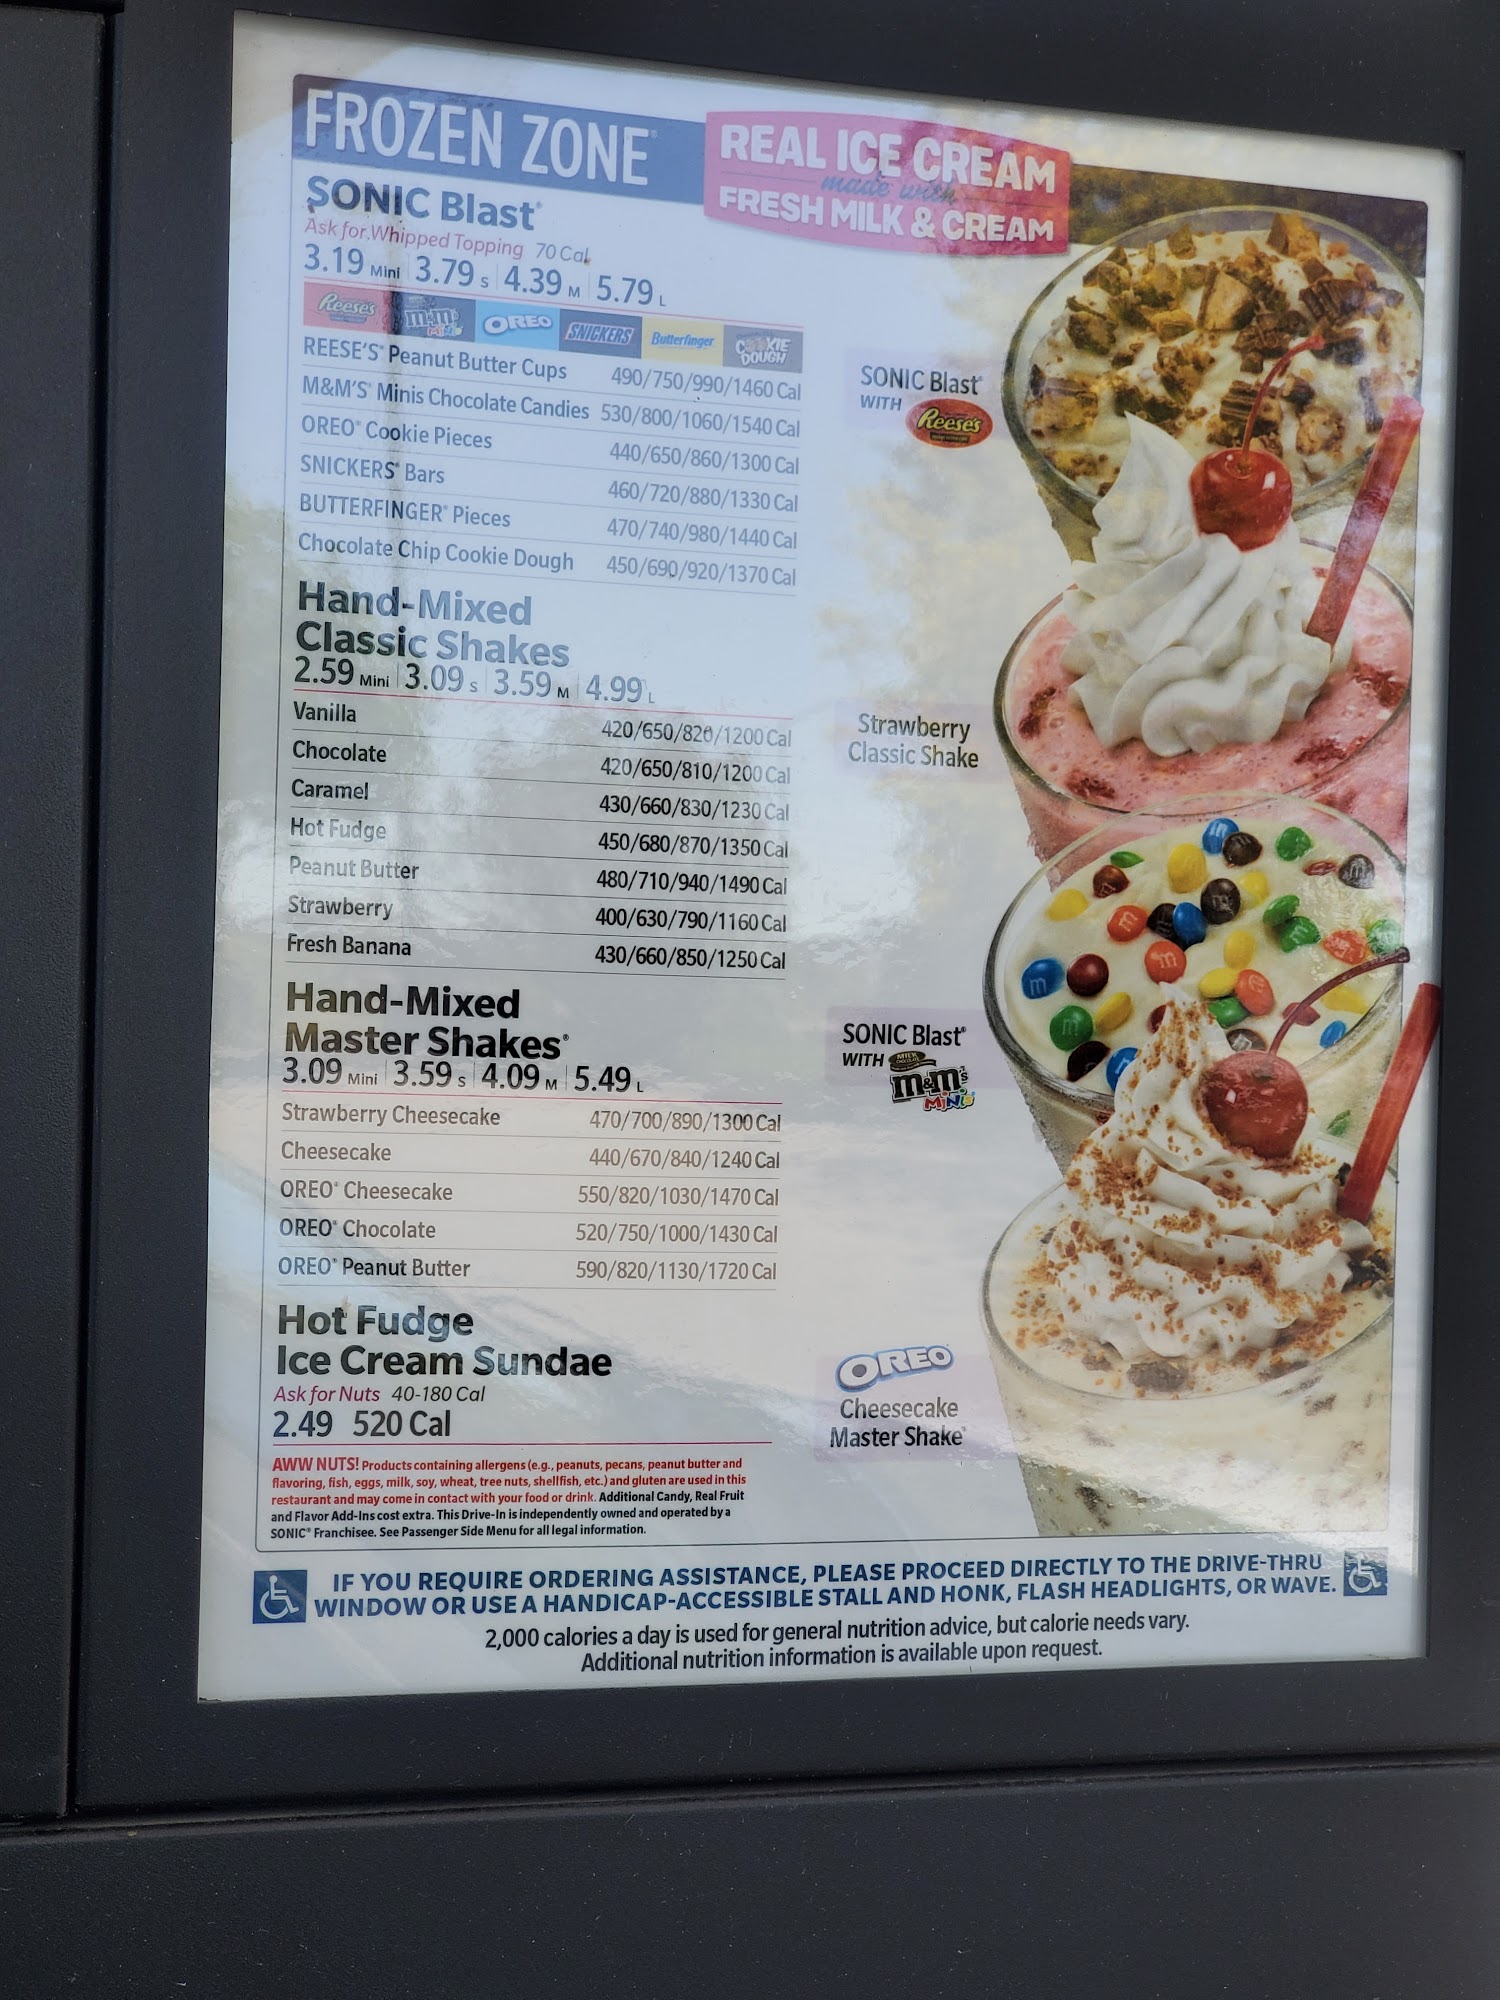 FROZEN ZONE®
REAL ICE CREAM
made with
FRESH MILK & CREAM
SONIC Blast®
Ask for Whipped Topping 70 Cal
3.19 Mini 3.79 S 4.39 M 5.79 L
Reese's m&m's MINIS OREO SNICKERS Butterfinger COOKIE DOUGH
REESE'S® Peanut Butter Cups 490/750/990/1460 Cal
M&M'S® Minis Chocolate Candies 530/800/1060/1540 Cal
OREO® Cookie Pieces 440/650/860/1300 Cal
SNICKERS® Bars 460/720/880/1330 Cal
BUTTERFINGER® Pieces 470/740/980/1440 Cal
Chocolate Chip Cookie Dough 450/690/920/1370 Cal
Hand-Mixed
Classic Shakes
2.59 Mini 3.09 S 3.59 M 4.99 L
Vanilla 420/650/820/1200 Cal
Chocolate 420/650/810/1200 Cal
Caramel 430/660/830/1230 Cal
Hot Fudge 450/680/870/1350 Cal
Peanut Butter 480/710/940/1490 Cal
Strawberry 400/630/790/1160 Cal
Fresh Banana 430/660/850/1250 Cal
Hand-Mixed
Master Shakes®
3.09 Mini 3.59 S 4.09 M 5.49 L
Strawberry Cheesecake 470/700/890/1300 Cal
Cheesecake 440/670/840/1240 Cal
OREO® Cheesecake 550/820/1030/1470 Cal
OREO® Chocolate 520/750/1000/1430 Cal
OREO® Peanut Butter 590/820/1130/1720 Cal
Hot Fudge
Ice Cream Sundae
Ask for Nuts 40-180 Cal
2.49 520 Cal
AWW NUTS! Products containing allergens (e.g., peanuts, pecans, peanut butter and
flavoring, fish, eggs, milk, soy, wheat, tree nuts, shellfish, etc.) and gluten are used in this
restaurant and may come in contact with your food or drink. Additional Candy, Real Fruit
and Flavor Add-Ins cost extra. This Drive-In is independently owned and operated by a
SONIC® Franchisee. See Passenger Side Menu for all legal information.
SONIC Blast®
WITH Reese's
Strawberry
Classic Shake
SONIC Blast®
WITH MILK CHOCOLATE
m&m's
MINIS
OREO
Cheesecake
Master Shake®
IF YOU REQUIRE ORDERING ASSISTANCE, PLEASE PROCEED DIRECTLY TO THE DRIVE-THRU
WINDOW OR USE A HANDICAP-ACCESSIBLE STALL AND HONK, FLASH HEADLIGHTS, OR WAVE.
2,000 calories a day is used for general nutrition advice, but calorie needs vary.
Additional nutrition information is available upon request.